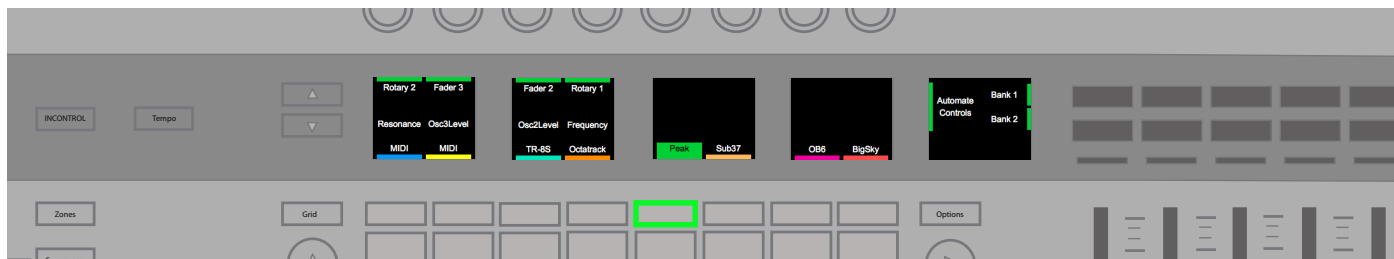 INCONTROL
Tempo
Rotary 2 Fader 3
Resonance Osc3Level
MIDI MIDI
Fader 2 Rotary 1
Osc2Level Frequency
TR-8S Octatrack
Peak Sub37
OB6 BigSky
Automate
Controls
Bank 1
Bank 2
Zones
Grid
Options